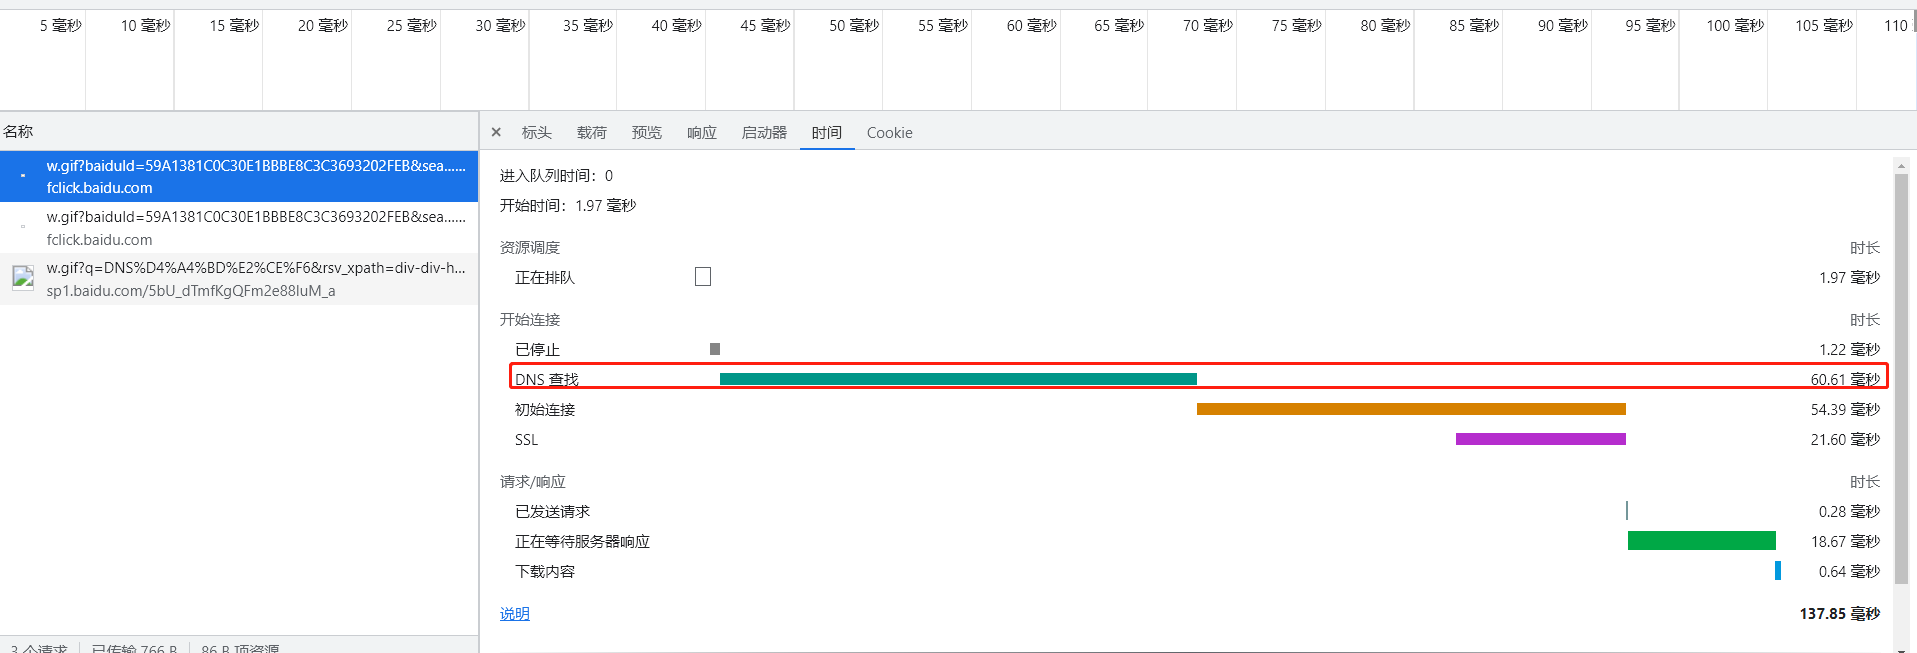 5 毫秒 10 毫秒 15 毫秒 20 毫秒 25 毫秒 30 毫秒 35 毫秒 40 毫秒 45 毫秒 50 毫秒 55 毫秒 60 毫秒 65 毫秒 70 毫秒 75 毫秒 80 毫秒 85 毫秒 90 毫秒 95 毫秒 100 毫秒 105 毫秒 110
名称
w.gif?baiduId=59A1381C0C30E1BBBE8C3C3693202FEB&sea......
fclick.baidu.com
w.gif?baiduId=59A1381C0C30E1BBBE8C3C3693202FEB&sea......
fclick.baidu.com
w.gif?q=DNS%D4%A4%BD%E2%CE%F6&rsv_xpath=div-div-h...
sp1.baidu.com/5bU_dTmfKgQFm2e88IuM_a
3 个请求 已传输 766 B 86 B 项资源
× 标头 载荷 预览 响应 启动器 时间 Cookie
进入队列时间：0
开始时间：1.97 毫秒
资源调度 时长
正在排队 1.97 毫秒
开始连接 时长
已停止 1.22 毫秒
DNS 查找 60.61 毫秒
初始连接 54.39 毫秒
SSL 21.60 毫秒
请求/响应 时长
已发送请求 0.28 毫秒
正在等待服务器响应 18.67 毫秒
下载内容 0.64 毫秒
说明 137.85 毫秒